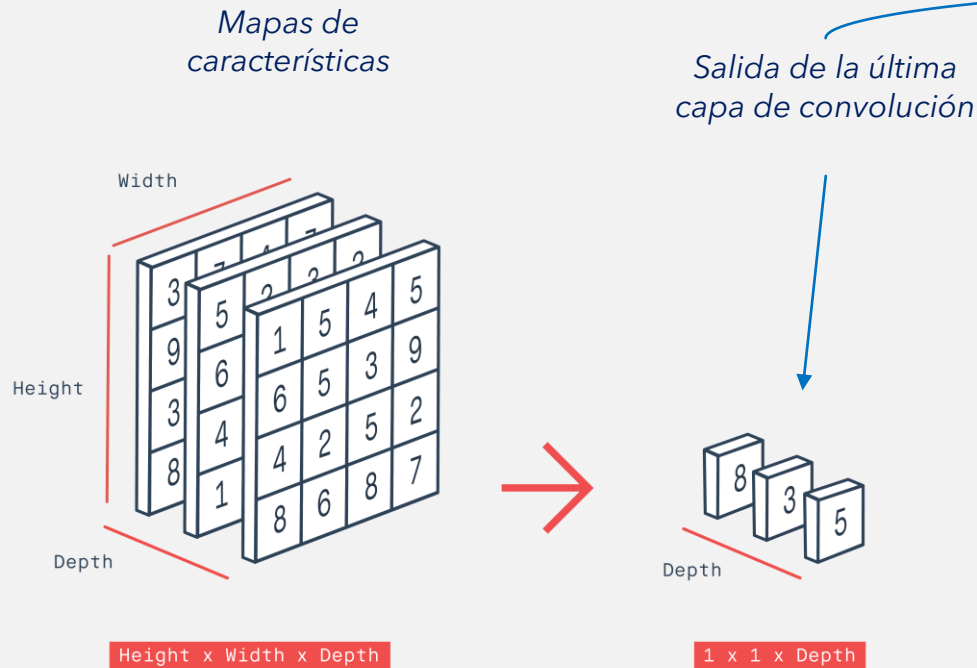 Mapas de
características
Salida de la última
capa de convolución
Width
Height
Depth
3
9
3
8
5
6
4
1
1 5 4 5
6 5 3 9
4 2 5 2
8 6 8 7
8 3 5
Depth
Height x Width x Depth
1 x 1 x Depth